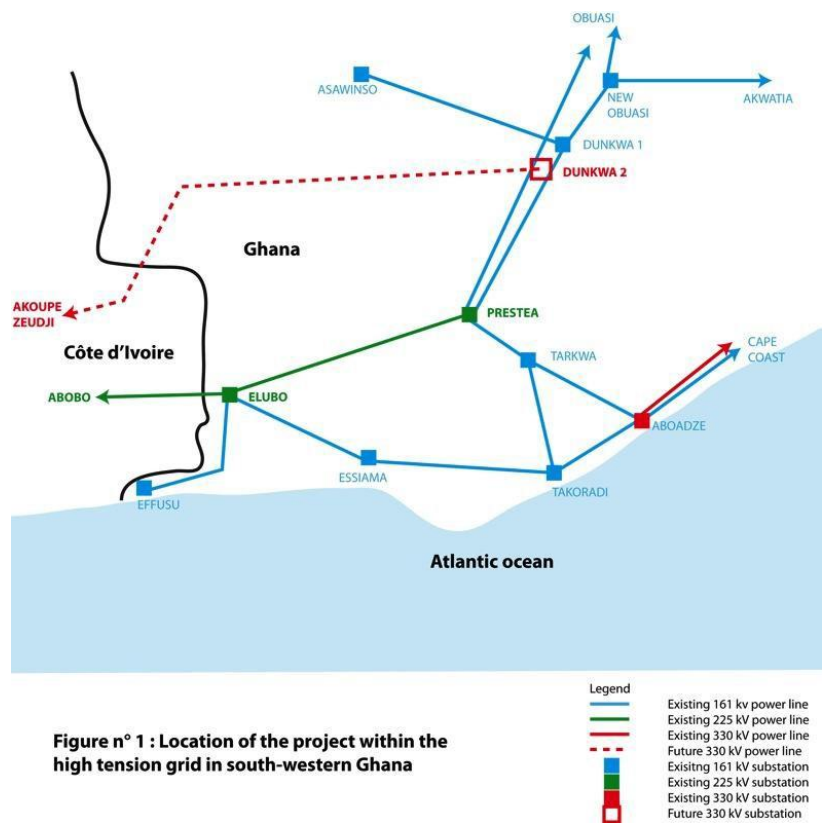 OBUASI
ASAWINSO
NEW
OBUASI
AKWATIA
DUNKWA 1
DUNKWA 2
Ghana
AKOUPE
ZEUDJI
PRESTEA
Côte d'Ivoire
CAPE
COAST
TARKWA
ABOBO
ELUBO
ABOADZE
ESSIAMA
TAKORADI
EFFUSU
Atlantic ocean
Legend
Existing 161 kv power line
Existing 225 kV power line
Existing 330 kV power line
Future 330 kV power line
Exisitng 161 kV substation
Existing 225 kV substation
Existing 330 kV substation
Future 330 kV substation
Figure n° 1 : Location of the project within the
high tension grid in south-western Ghana